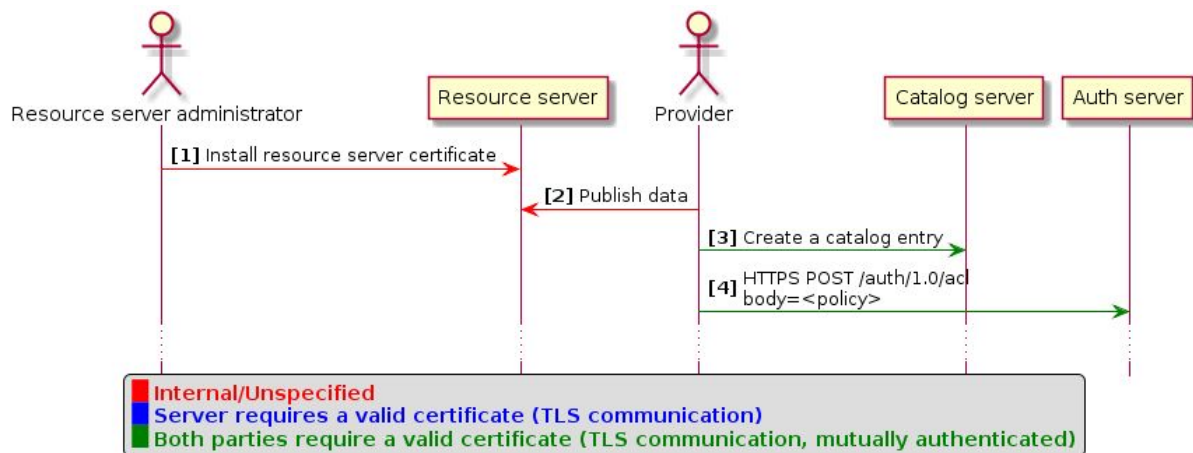 Resource server administrator
Resource server
Provider
Catalog server
Auth server
[1] Install resource server certificate
[2] Publish data
[3] Create a catalog entry
[4] HTTPS POST /auth/1.0/acl
body=<policy>
Internal/Unspecified
Server requires a valid certificate (TLS communication)
Both parties require a valid certificate (TLS communication, mutually authenticated)